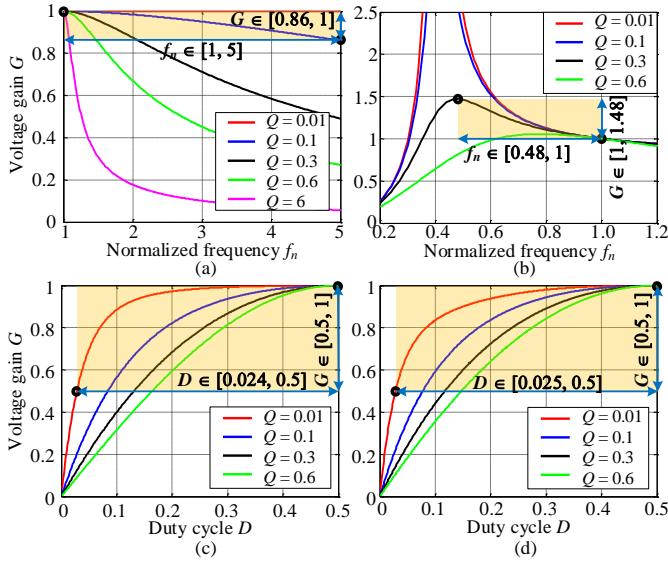 Voltage gain G
1
0.8
0.6
0.4
0.2
0
G ∈ [0.86, 1]
f_n ∈ [1, 5]
Q = 0.01
Q = 0.1
Q = 0.3
Q = 0.6
Q = 6
1 2 3 4 5
Normalized frequency f_n
(a)
2.5
2
1.5
1
0.5
0
Q = 0.01
Q = 0.1
Q = 0.3
Q = 0.6
f_n ∈ [0.48, 1]
G ∈ [1, 1.48]
0.2 0.4 0.6 0.8 1.0 1.2
Normalized frequency f_n
(b)
Voltage gain G
1
0.8
0.6
0.4
0.2
0
G ∈ [0.5, 1]
D ∈ [0.024, 0.5]
Q = 0.01
Q = 0.1
Q = 0.3
Q = 0.6
0 0.1 0.2 0.3 0.4 0.5
Duty cycle D
(c)
1
0.8
0.6
0.4
0.2
0
G ∈ [0.5, 1]
D ∈ [0.025, 0.5]
Q = 0.01
Q = 0.1
Q = 0.3
Q = 0.6
0 0.1 0.2 0.3 0.4 0.5
Duty cycle D
(d)